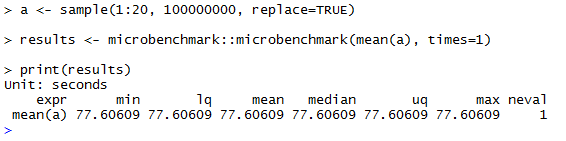 > a <- sample(1:20, 100000000, replace=TRUE)
> results <- microbenchmark::microbenchmark(mean(a), times=1)
> print(results)
Unit: seconds
expr min lq mean median uq max neval
mean(a) 77.60609 77.60609 77.60609 77.60609 77.60609 77.60609 1
>